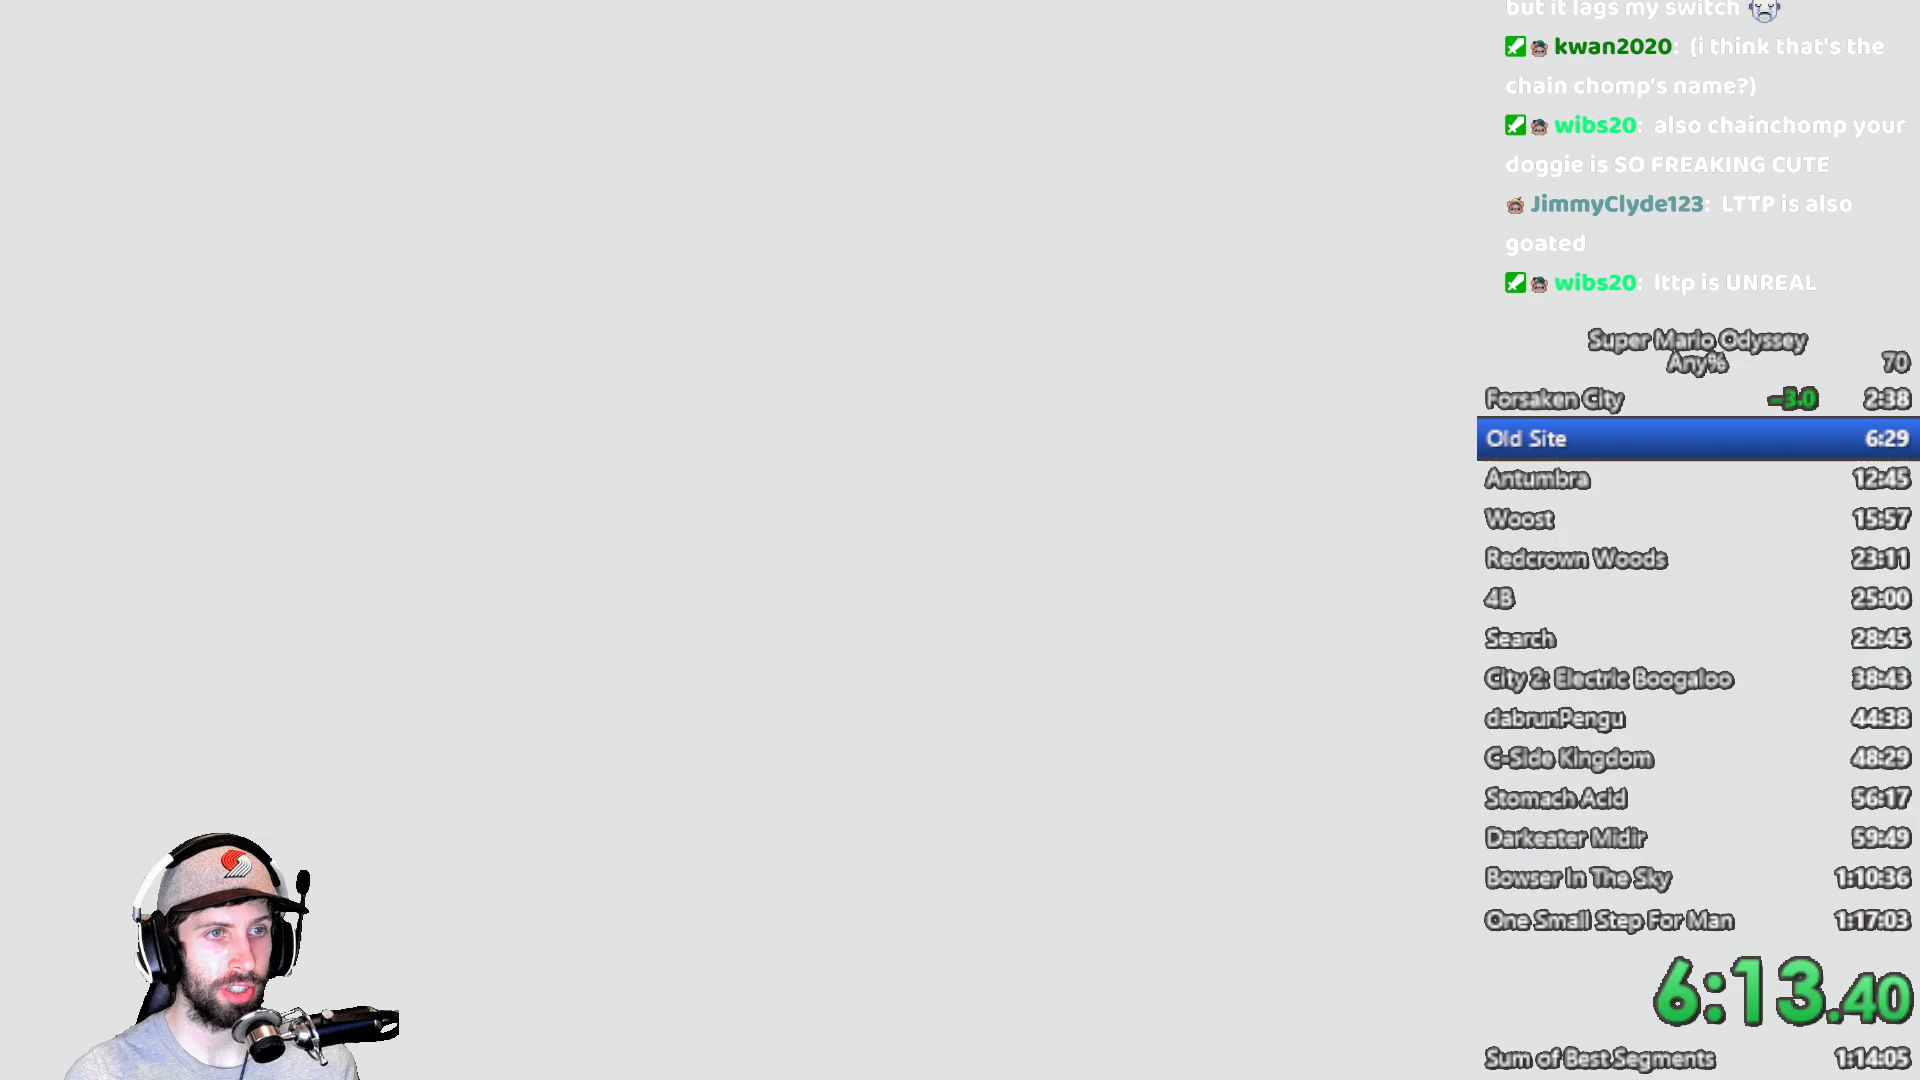 but it lags my switch
kwan2020: (i think that's the
chain chomp's name?)
wibs20: also chainchomp your
doggie is SO FREAKING CUTE
JimmyClyde123: LTTP is also
goated
wibs20: lttp is UNREAL
Super Mario Odyssey
Any% 70
Forsaken City -3.0 2:38
Old Site 6:29
Antumbra 12:45
Woost 15:57
Redcrown Woods 23:11
4B 25:00
Search 28:45
City 2: Electric Boogaloo 38:43
dabrunPengu 44:38
C-Side Kingdom 48:29
Stomach Acid 56:17
Darkeater Midir 59:49
Bowser In The Sky 1:10:36
One Small Step For Man 1:17:03
6:13.40
Sum of Best Segments 1:14:05